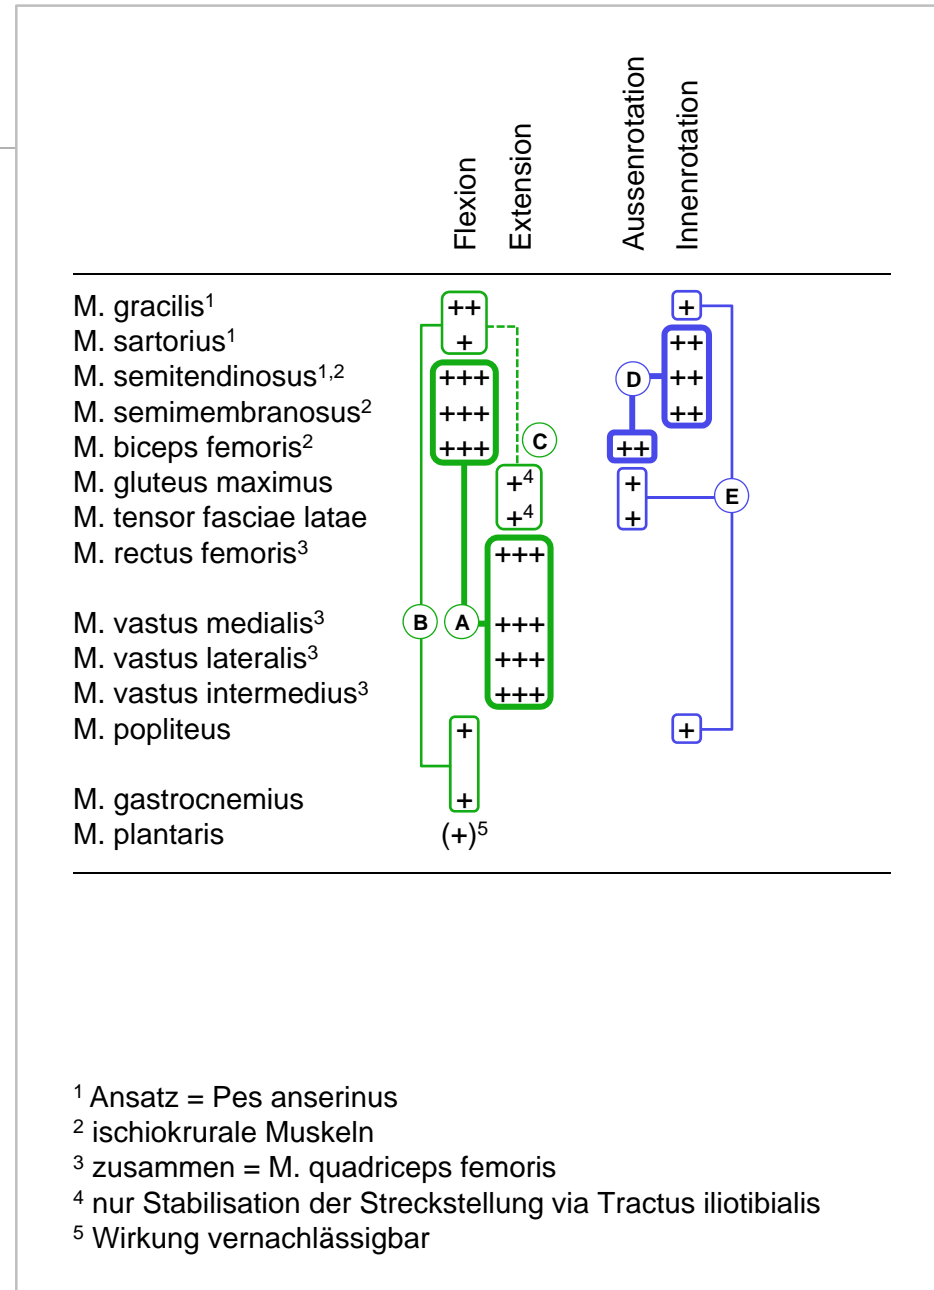 Flexion Extension Aussenrotation Innenrotation
M. gracilis¹ ++ +
M. sartorius¹ + ++
M. semitendinosus¹,² +++ D ++
M. semimembranosus² +++ ++
M. biceps femoris² +++ C ++
M. gluteus maximus +⁴ + E
M. tensor fasciae latae +⁴ +
M. rectus femoris³ +++
M. vastus medialis³ B A +++
M. vastus lateralis³ +++
M. vastus intermedius³ +++
M. popliteus + +
M. gastrocnemius +
M. plantaris (+)⁵
¹ Ansatz = Pes anserinus
² ischiokrurale Muskeln
³ zusammen = M. quadriceps femoris
⁴ nur Stabilisation der Streckstellung via Tractus iliotibialis
⁵ Wirkung vernachlässigbar